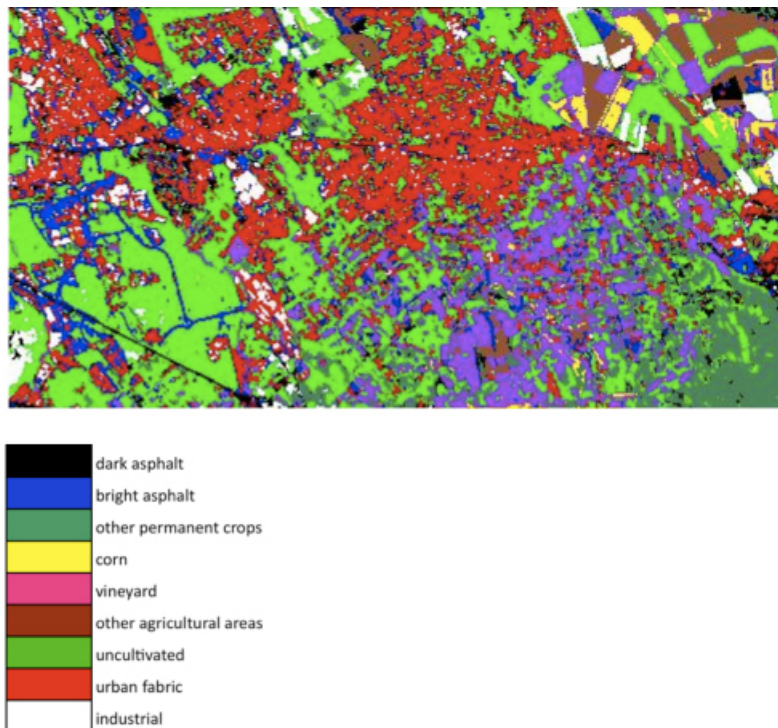 dark asphalt
bright asphalt
other permanent crops
corn
vineyard
other agricultural areas
uncultivated
urban fabric
industrial